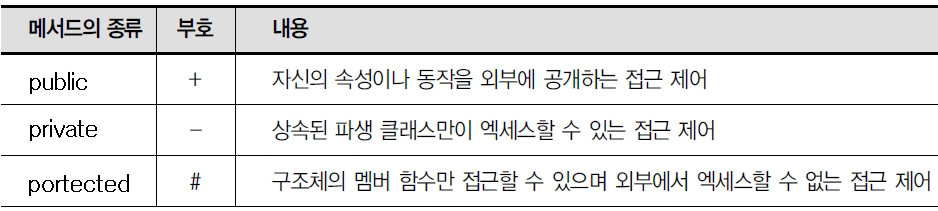 메서드의 종류 부호 내용
public + 자신의 속성이나 동작을 외부에 공개하는 접근 제어
private – 상속된 파생 클래스만이 엑세스할 수 있는 접근 제어
portected # 구조체의 멤버 함수만 접근할 수 있으며 외부에서 엑세스할 수 없는 접근 제어